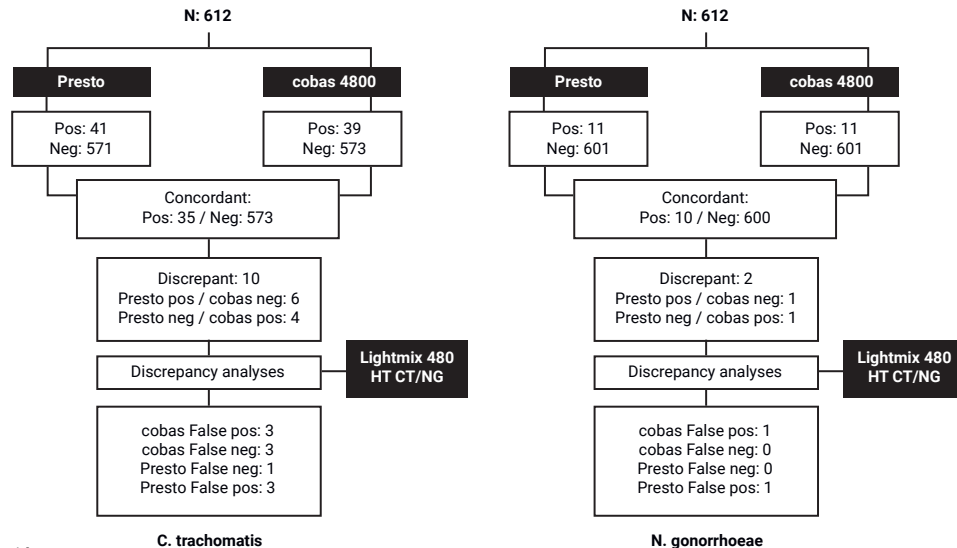 N: 612
Presto
cobas 4800
Pos: 41
Neg: 571
Pos: 39
Neg: 573
Concordant:
Pos: 35 / Neg: 573
Discrepant: 10
Presto pos / cobas neg: 6
Presto neg / cobas pos: 4
Discrepancy analyses
Lightmix 480
HT CT/NG
cobas False pos: 3
cobas False neg: 3
Presto False neg: 1
Presto False pos: 3
C. trachomatis
N: 612
Presto
cobas 4800
Pos: 11
Neg: 601
Pos: 11
Neg: 601
Concordant:
Pos: 10 / Neg: 600
Discrepant: 2
Presto pos / cobas neg: 1
Presto neg / cobas pos: 1
Discrepancy analyses
Lightmix 480
HT CT/NG
cobas False pos: 1
cobas False neg: 0
Presto False neg: 0
Presto False pos: 1
N. gonorrhoeae